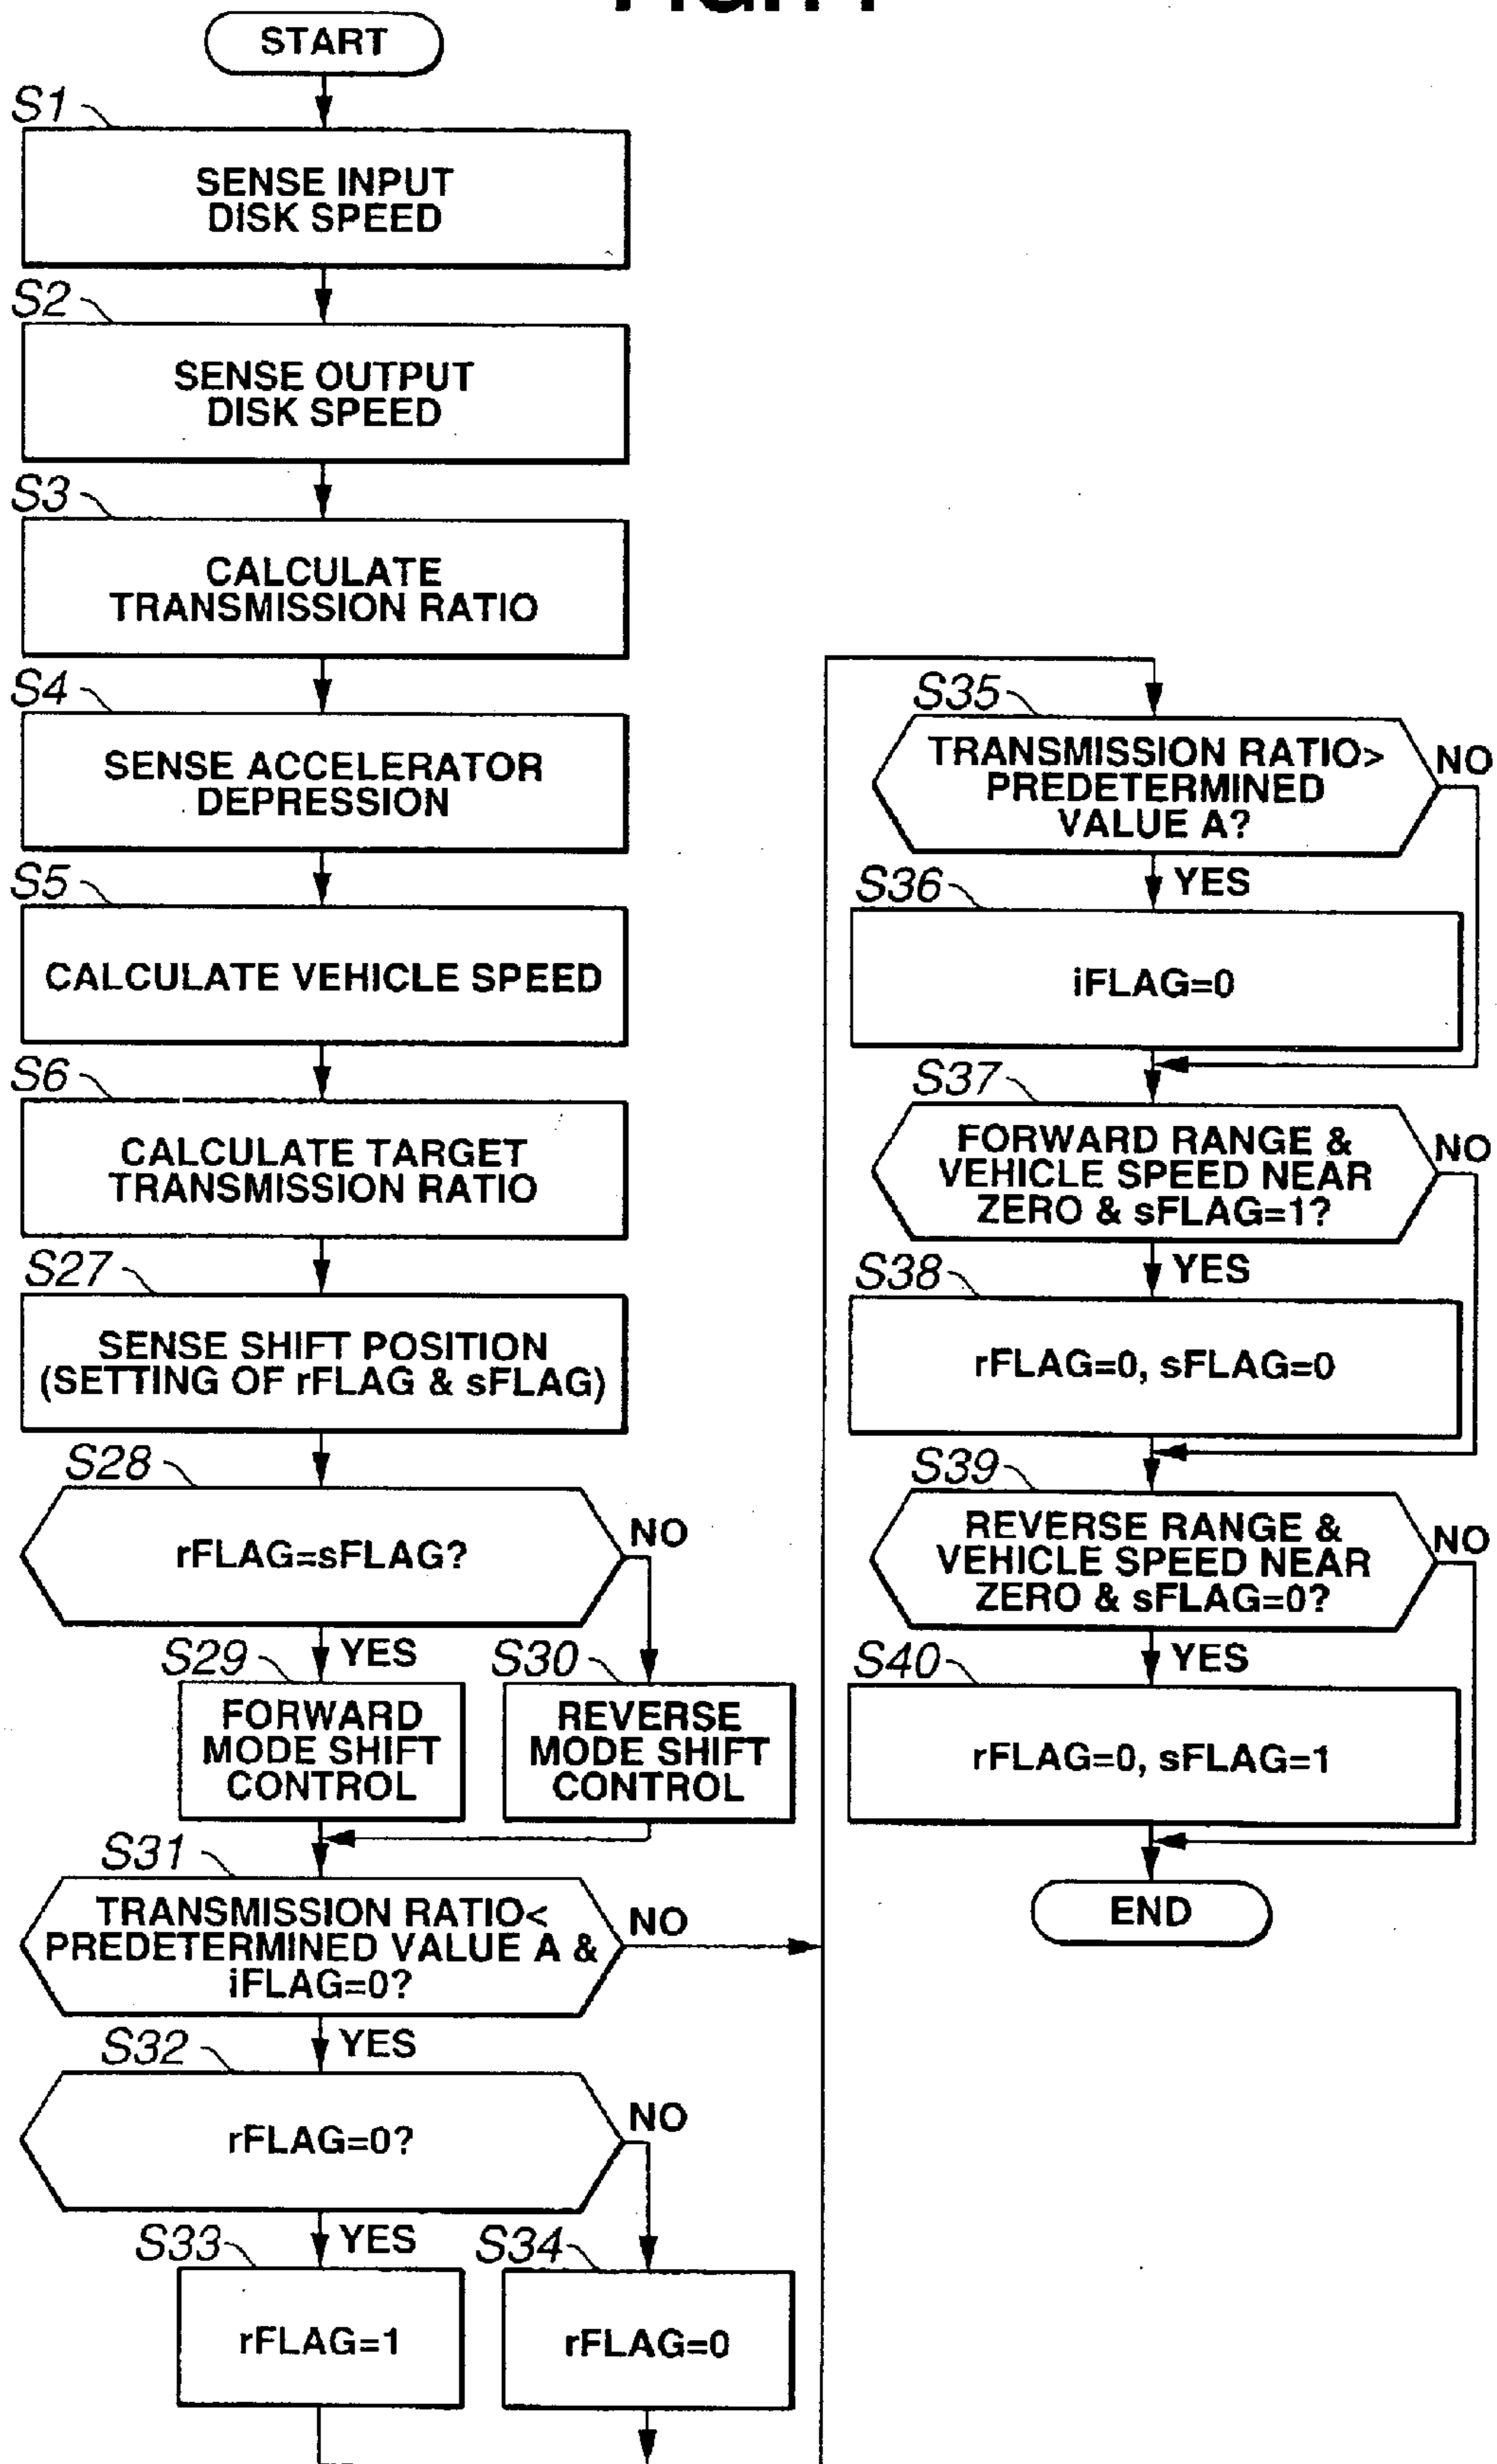 START
S1
SENSE INPUT
DISK SPEED
S2
SENSE OUTPUT
DISK SPEED
S3
CALCULATE
TRANSMISSION RATIO
S4
SENSE ACCELERATOR
DEPRESSION
S5
CALCULATE VEHICLE SPEED
S6
CALCULATE TARGET
TRANSMISSION RATIO
S27
SENSE SHIFT POSITION
(SETTING OF rFLAG & sFLAG)
S28
rFLAG=sFLAG?
NO
YES
S29
FORWARD
MODE SHIFT
CONTROL
S30
REVERSE
MODE SHIFT
CONTROL
S31
TRANSMISSION RATIO<
PREDETERMINED VALUE A &
iFLAG=0?
NO
YES
S32
rFLAG=0?
NO
YES
S33
rFLAG=1
S34
rFLAG=0
S35
TRANSMISSION RATIO>
PREDETERMINED
VALUE A?
NO
YES
S36
iFLAG=0
S37
FORWARD RANGE &
VEHICLE SPEED NEAR
ZERO & sFLAG=1?
NO
YES
S38
rFLAG=0, sFLAG=0
S39
REVERSE RANGE &
VEHICLE SPEED NEAR
ZERO & sFLAG=0?
NO
YES
S40
rFLAG=0, sFLAG=1
END